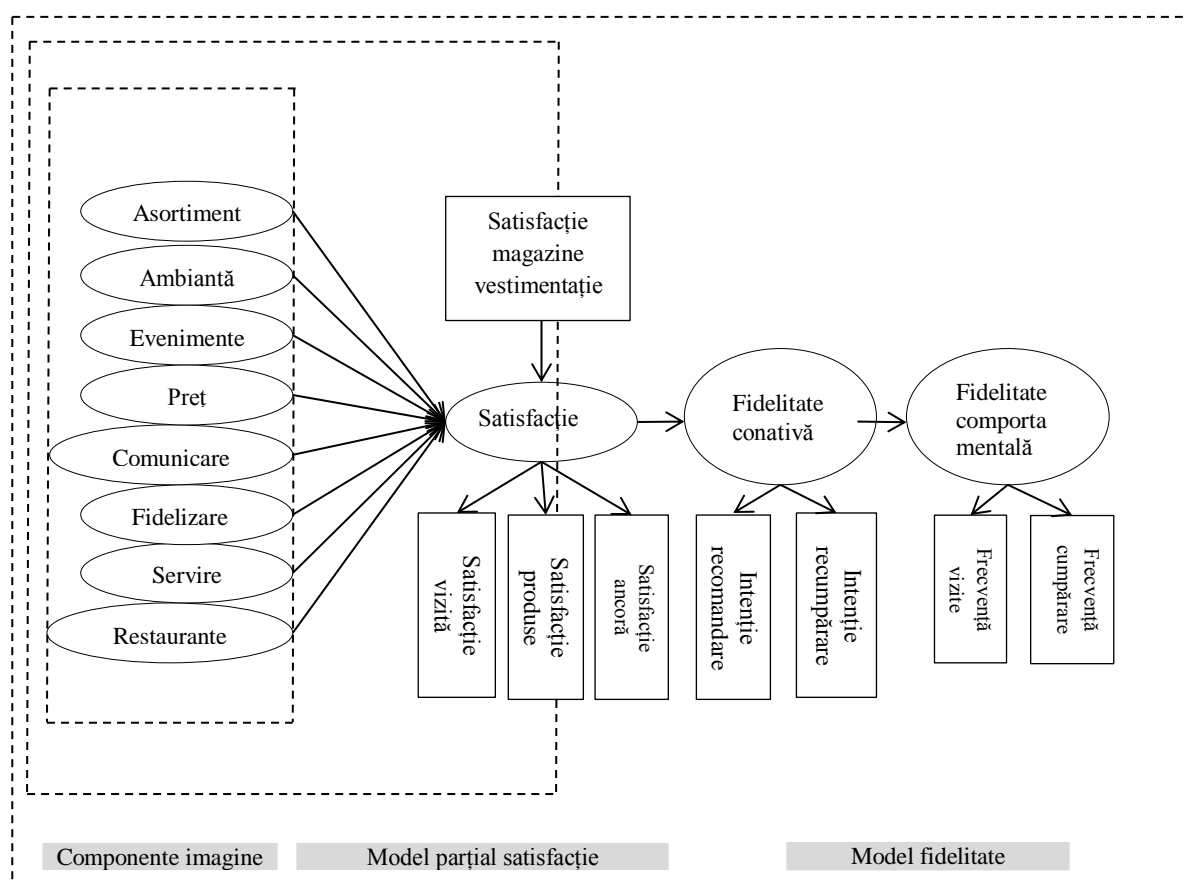 Asortiment
Ambianță
Evenimente
Preț
Comunicare
Fidelizare
Servire
Restaurante
Satisfacție
magazine
vestimentație
Satisfacție
Fidelitate
conativă
Fidelitate
comporta
mentală
Satisfacție
vizită
Satisfacție
produse
Satisfacție
ancoră
Intenție
recomandare
Intenție
recumpărare
Frecvență
vizite
Frecvență
cumpărare
Componente imagine
Model parțial satisfacție
Model fidelitate